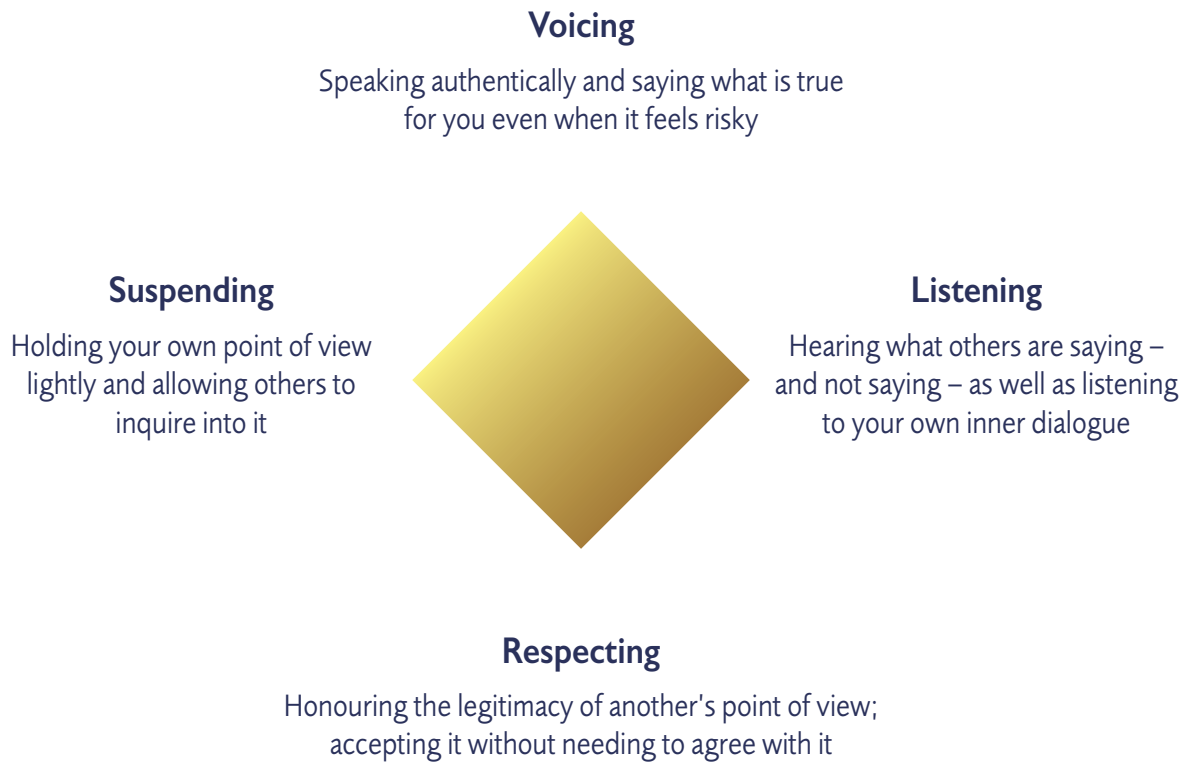 Voicing
Speaking authentically and saying what is true
for you even when it feels risky
Suspending
Holding your own point of view
lightly and allowing others to
inquire into it
Listening
Hearing what others are saying –
and not saying – as well as listening
to your own inner dialogue
Respecting
Honouring the legitimacy of another's point of view;
accepting it without needing to agree with it